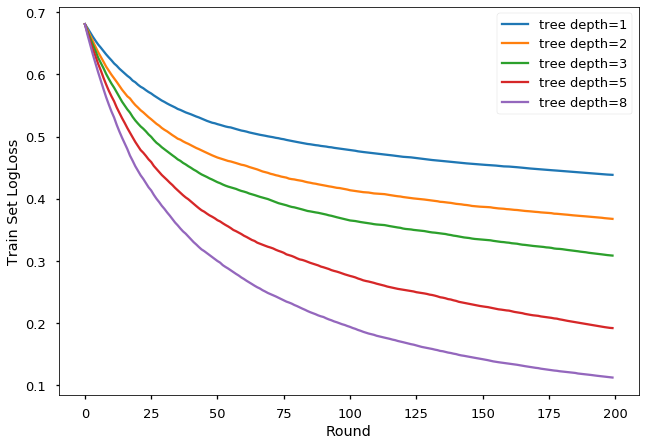 0.7
0.6
0.5
0.4
0.3
0.2
0.1
Train Set LogLoss
tree depth=1
tree depth=2
tree depth=3
tree depth=5
tree depth=8
0 25 50 75 100 125 150 175 200
Round